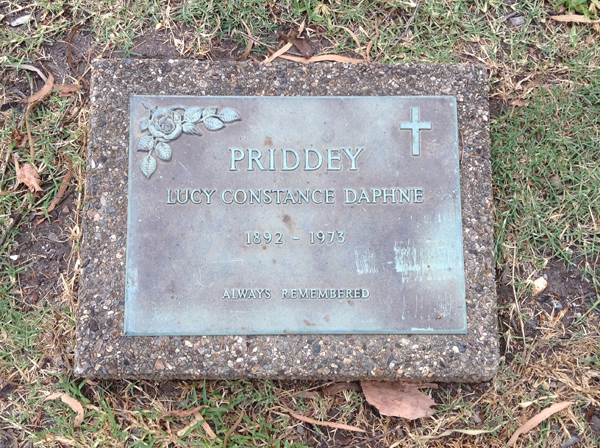 PRIDDEY
LUCY CONSTANCE DAPHNE
1892 - 1973
ALWAYS REMEMBERED